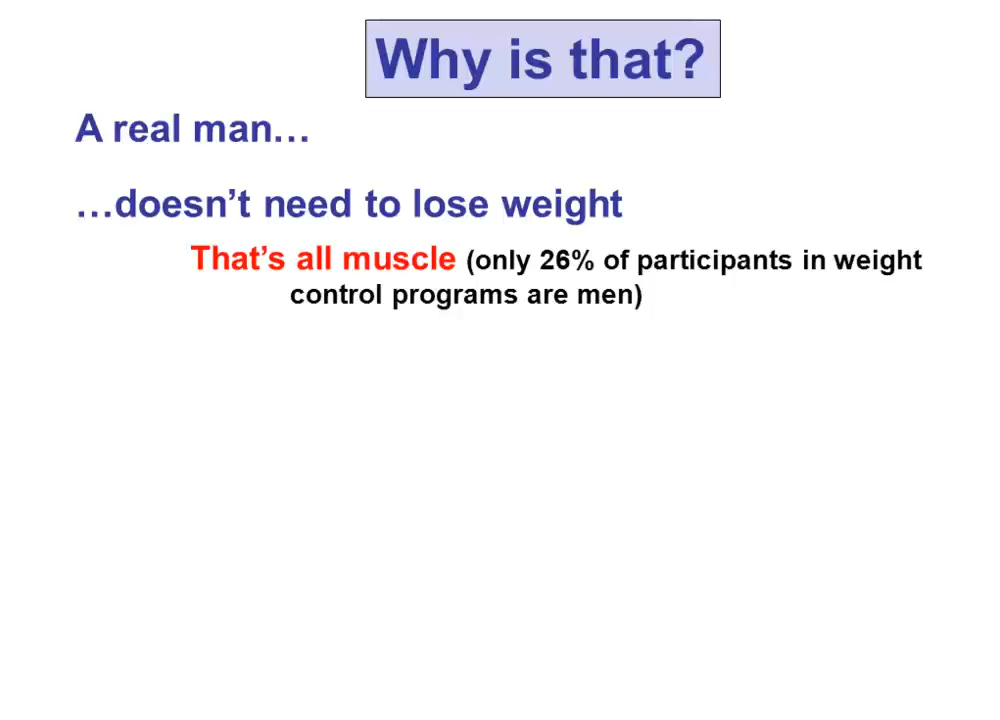 Why is that?
A real man…
…doesn’t need to lose weight
That’s all muscle (only 26% of participants in weight
control programs are men)